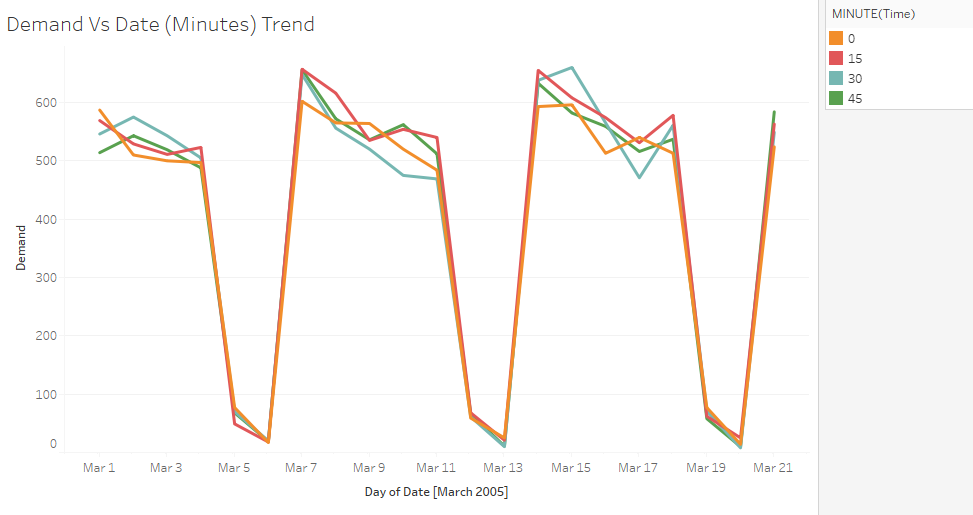 Demand Vs Date (Minutes) Trend
MINUTE(Time)
0
15
30
45
Demand
600
500
400
300
200
100
0
Mar 1 Mar 3 Mar 5 Mar 7 Mar 9 Mar 11 Mar 13 Mar 15 Mar 17 Mar 19 Mar 21
Day of Date [March 2005]